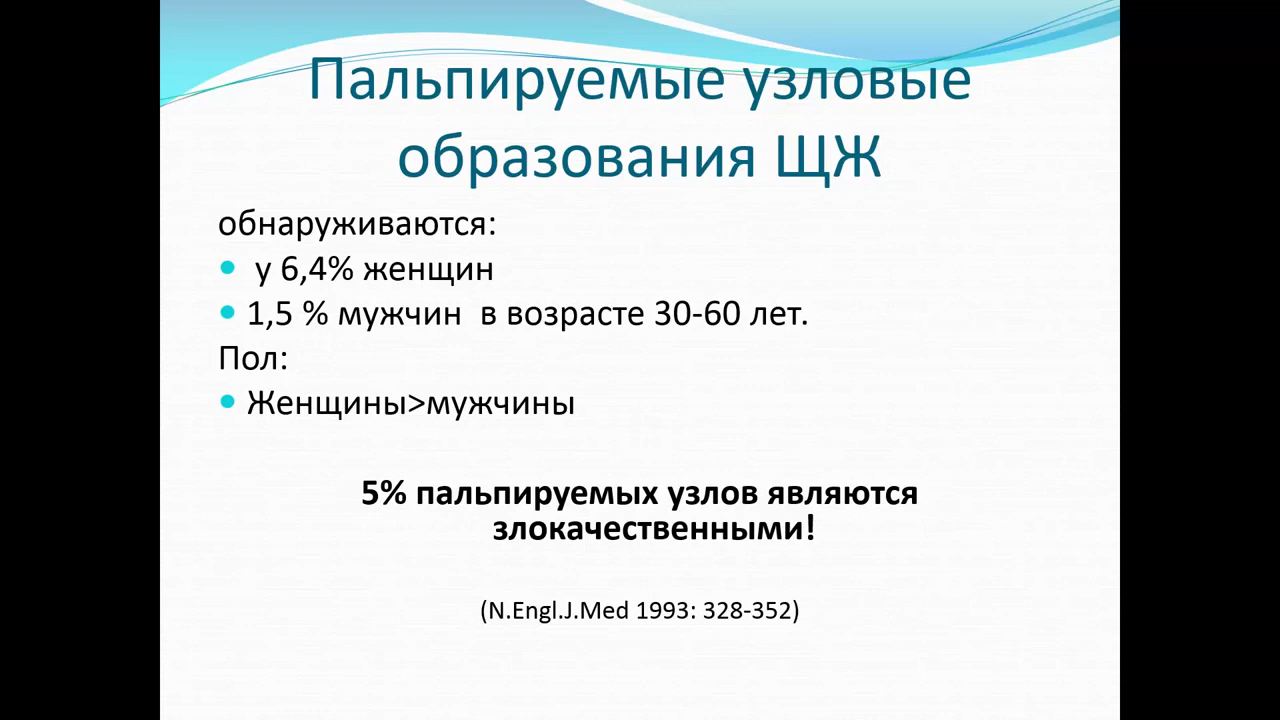 Пальпируемые узловые
образования ЩЖ
обнаруживаются:
• у 6,4% женщин
• 1,5 % мужчин в возрасте 30-60 лет.
Пол:
• Женщины>мужчины
5% пальпируемых узлов являются
злокачественными!
(N.Engl.J.Med 1993: 328-352)